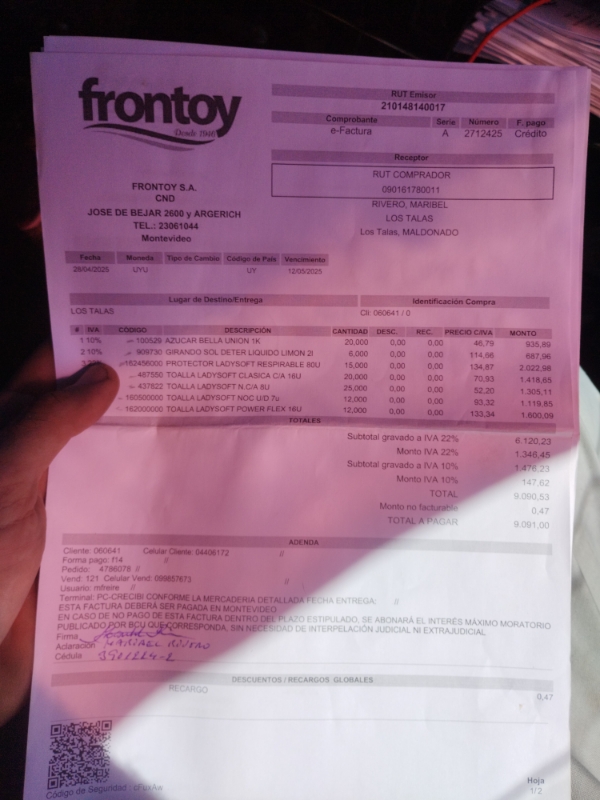 frontoy
Desde 1946
RUT Emisor
210148140017
Comprobante Serie Número F. pago
e-Factura A 2712425 Crédito
Receptor
RUT COMPRADOR
090161780011
RIVERO, MARIBEL
LOS TALAS
Los Talas, MALDONADO
FRONTOY S.A.
CND
JOSE DE BEJAR 2600 y ARGERICH
TEL.: 23061044
Montevideo
Fecha Moneda Tipo de Cambio Código de País Vencimiento
28/04/2025 UYU UY 12/05/2025
Lugar de Destino/Entrega Identificación Compra
LOS TALAS Cli: 060641 / 0
# IVA CÓDIGO DESCRIPCIÓN CANTIDAD DESC. REC. PRECIO C/IVA MONTO
1 10% 100529 AZUCAR BELLA UNION 1K 20,000 0,00 0,00 46,79 935,89
2 10% 909730 GIRANDO SOL DETER LIQUIDO LIMON 2l 6,000 0,00 0,00 114,66 687,96
162456000 PROTECTOR LADYSOFT RESPIRABLE 60U 15,000 0,00 0,00 134,87 2.022,98
487550 TOALLA LADYSOFT CLASICA C/A 16U 20,000 0,00 0,00 70,93 1.418,65
437622 TOALLA LADYSOFT N.C/A 8U 25,000 0,00 0,00 52,20 1.305,11
160500000 TOALLA LADYSOFT NOC U/D 7u 12,000 0,00 0,00 93,32 1.119,85
162000000 TOALLA LADYSOFT POWER FLEX 16U 12,000 0,00 0,00 133,34 1.600,09
TOTALES
Subtotal gravado a IVA 22% 6.120,23
Monto IVA 22% 1.346,45
Subtotal gravado a IVA 10% 1.476,23
Monto IVA 10% 147,62
TOTAL 9.090,53
Monto no facturable 0,47
TOTAL A PAGAR 9.091,00
ADENDA
Cliente: 060641 Celular Cliente: 04406172 //
Forma pago: f14 //
Pedido: 4786078 //
Vend: 121 Celular Vend: 099857673 //
Usuario: mfreire //
Terminal: PC-CRECIBI CONFORME LA MERCADERIA DETALLADA FECHA ENTREGA: //
ESTA FACTURA DEBERÁ SER PAGADA EN MONTEVIDEO
EN CASO DE NO PAGO DE ESTA FACTURA DENTRO DEL PLAZO ESTIPULADO, SE ABONARÁ EL INTERÉS MÁXIMO MORATORIO
PUBLICADO POR BCU QUE CORRESPONDA, SIN NECESIDAD DE INTERPELACIÓN JUDICIAL NI EXTRAJUDICIAL
Firma
Aclaración MARIBEL RIVERO
Cédula
DESCUENTOS / RECARGOS. GLOBALES
RECARGO 0,47
Código de Seguridad : cFuxAw
Hoja
1/2